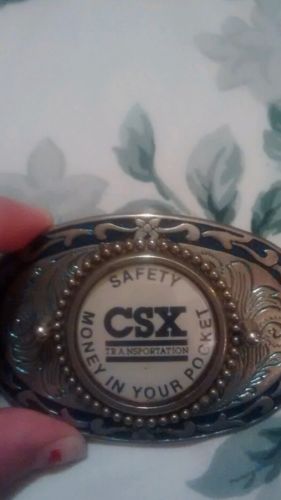 SAFETY
CSX
TRANSPORTATION
MONEY IN YOUR POCKET